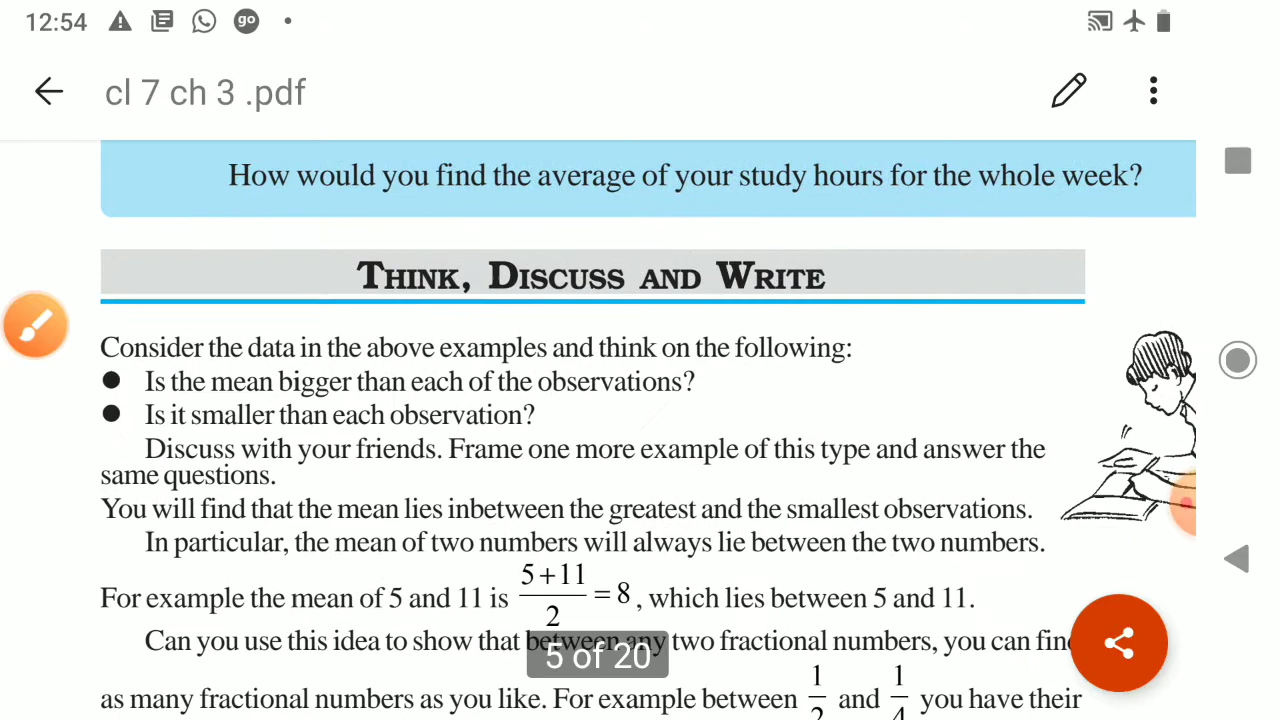 12:54 go
cl 7 ch 3 .pdf
How would you find the average of your study hours for the whole week?
THINK, DISCUSS AND WRITE
Consider the data in the above examples and think on the following:
● Is the mean bigger than each of the observations?
● Is it smaller than each observation?
Discuss with your friends. Frame one more example of this type and answer the
same questions.
You will find that the mean lies inbetween the greatest and the smallest observations.
In particular, the mean of two numbers will always lie between the two numbers.
For example the mean of 5 and 11 is (5+11)/2 = 8, which lies between 5 and 11.
Can you use this idea to show that between any two fractional numbers, you can find
5 of 20
as many fractional numbers as you like. For example between 1/2 and 1/4 you have their